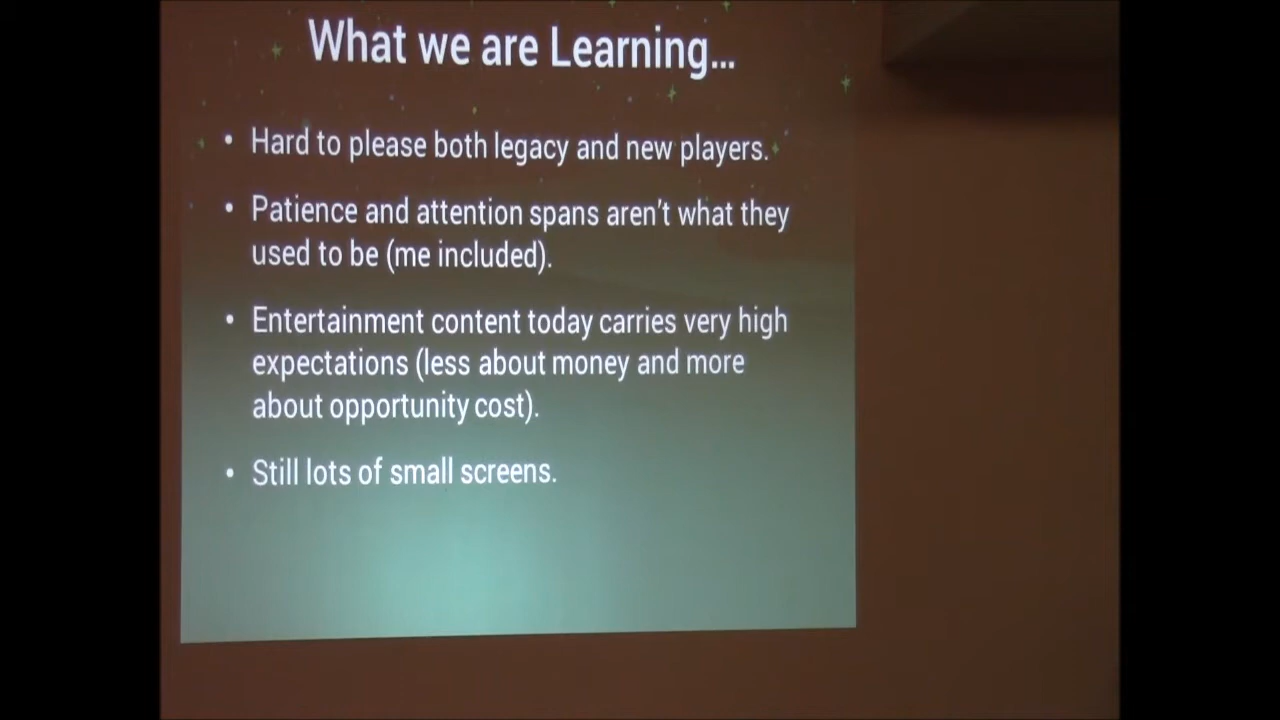 What we are Learning...
• Hard to please both legacy and new players.
• Patience and attention spans aren't what they
used to be (me included).
• Entertainment content today carries very high
expectations (less about money and more
about opportunity cost).
• Still lots of small screens.